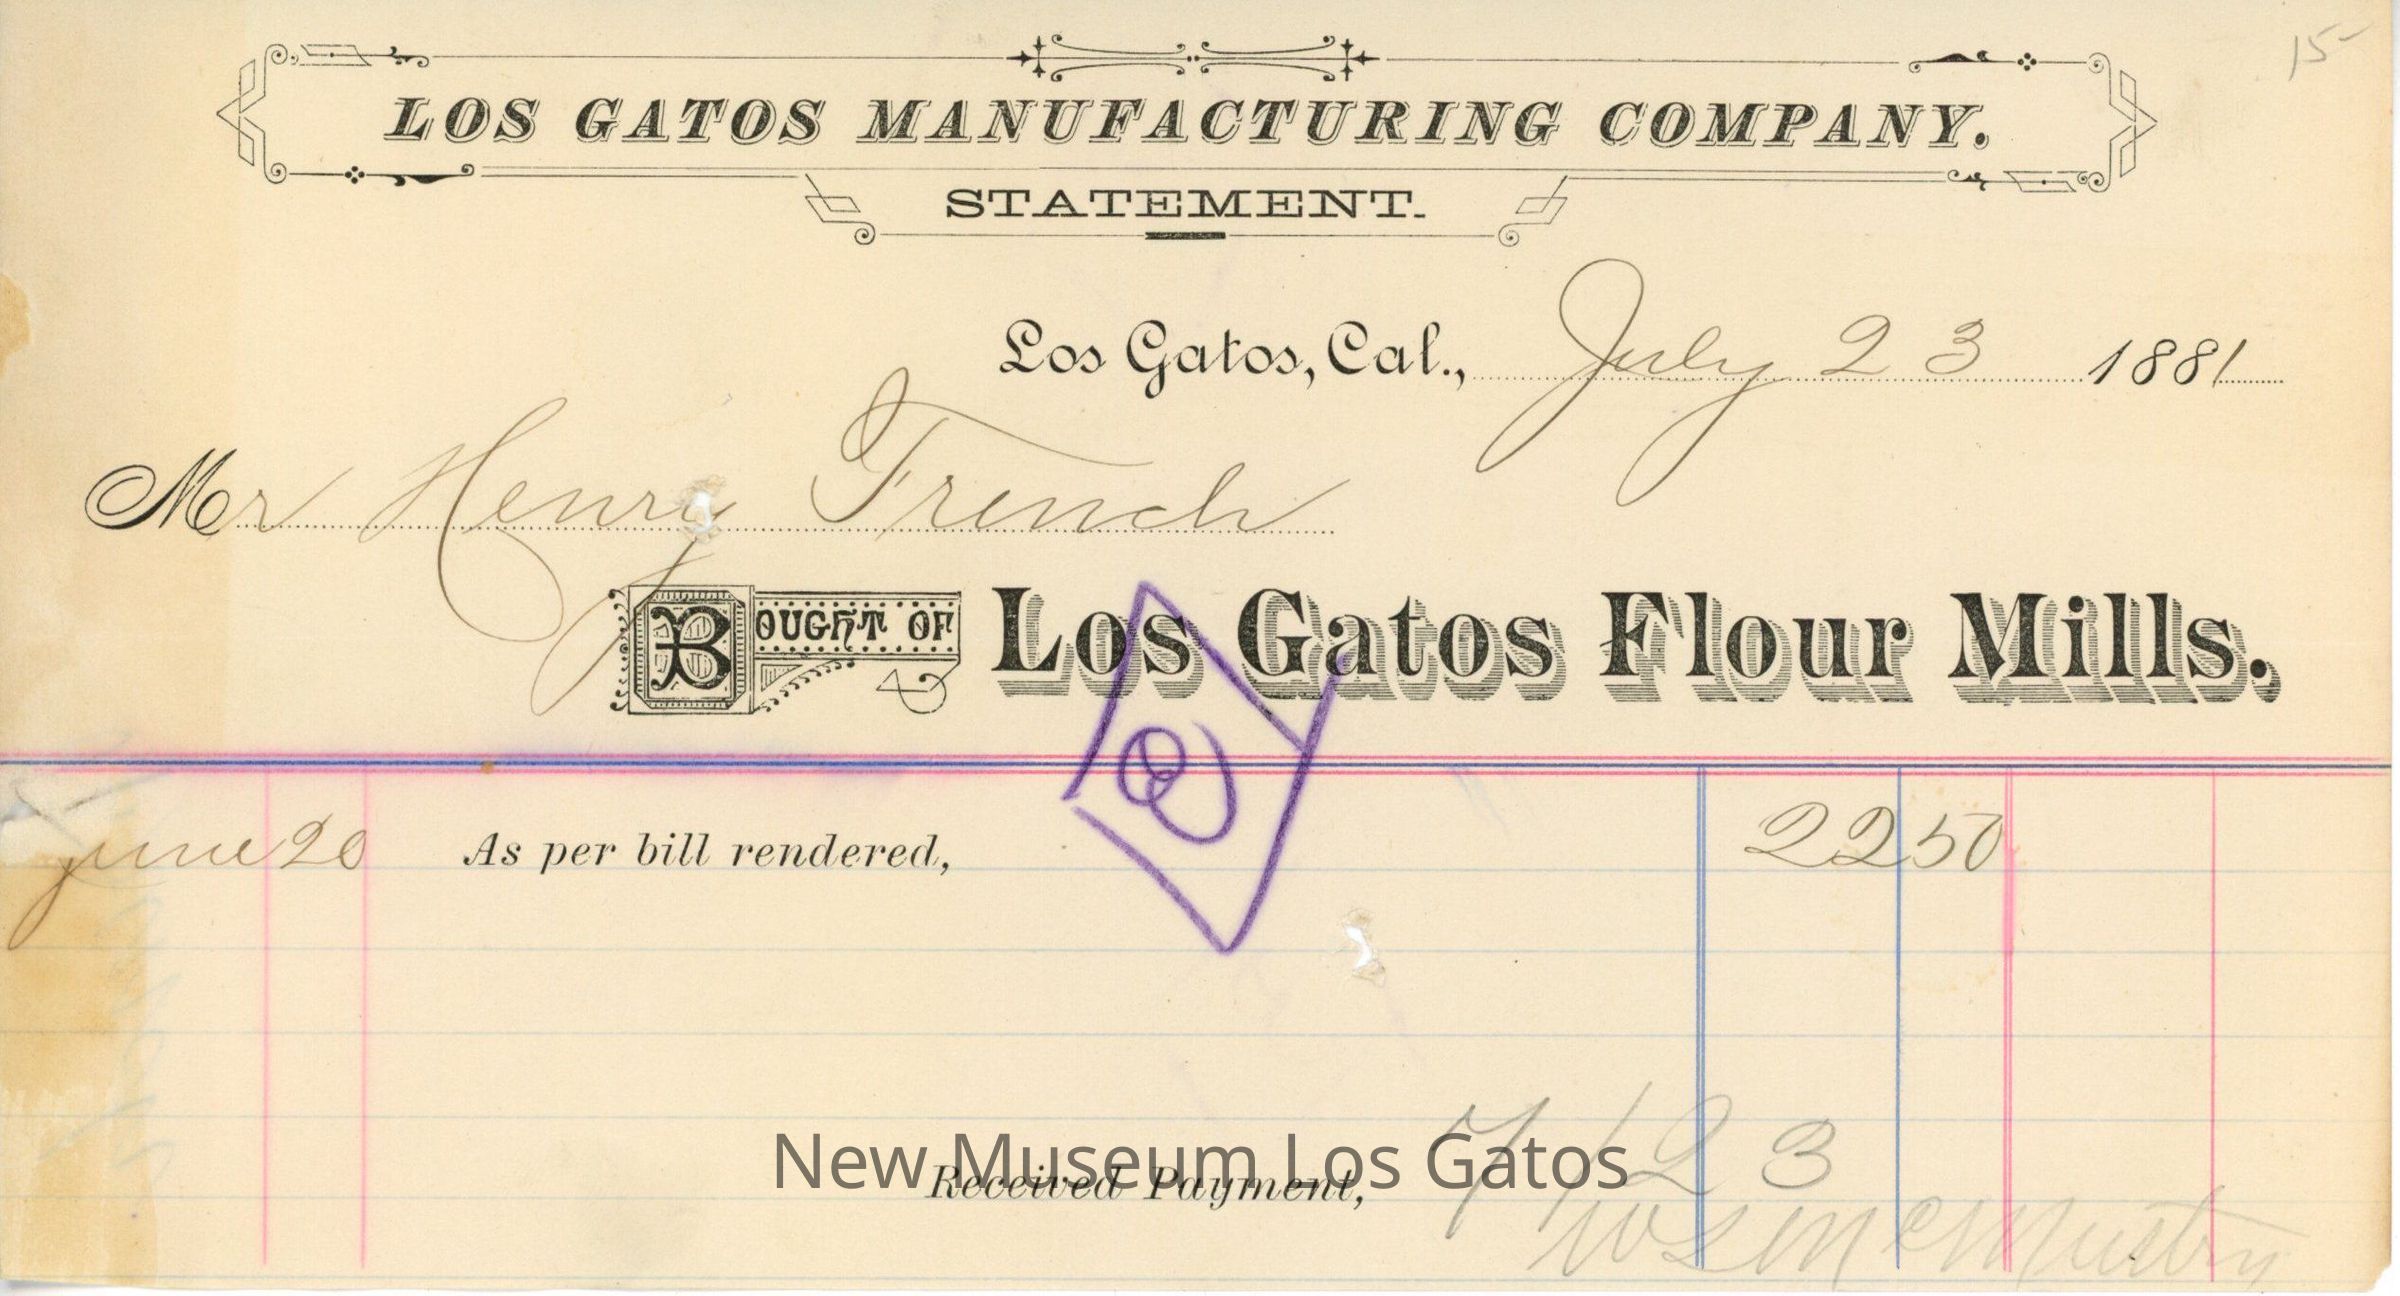 15-
LOS GATOS MANUFACTURING COMPANY.
STATEMENT.
Los Gatos, Cal., July 23 1881
Mr Henry French
BOUGHT OF Los Gatos Flour Mills.
June 20 As per bill rendered, 22 50
7/23
New Museum Los Gatos
Received Payment,